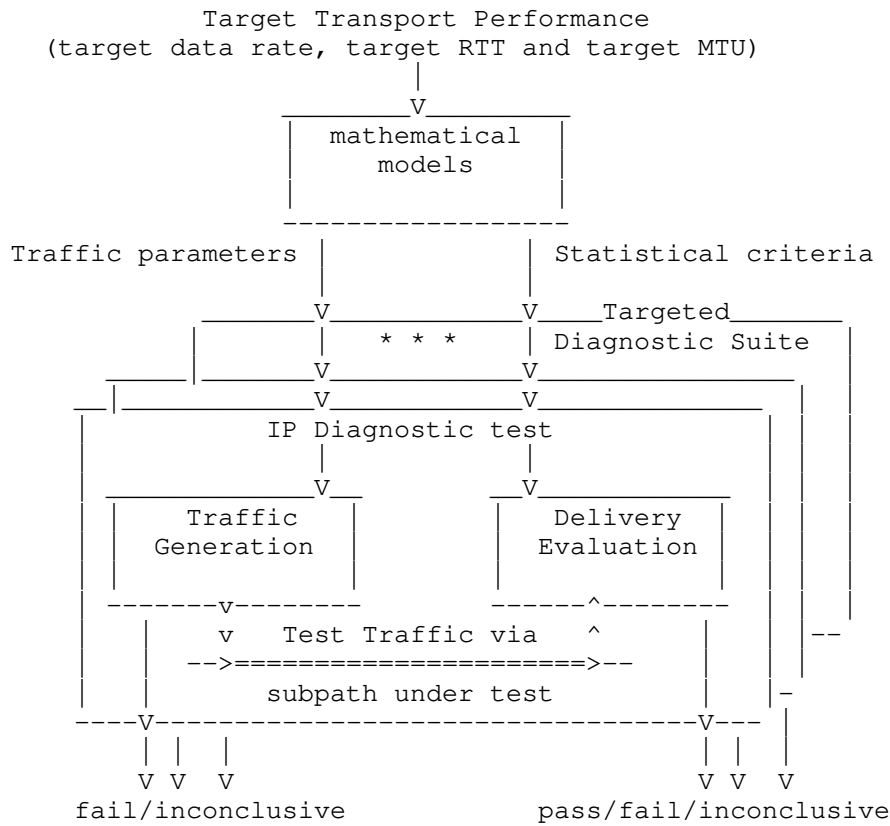 Target Transport Performance
(target data rate, target RTT and target MTU)
mathematical
models
Traffic parameters
Statistical criteria
Targeted
* * *
Diagnostic Suite
IP Diagnostic test
Traffic
Generation
Delivery
Evaluation
Test Traffic via
subpath under test
fail/inconclusive
pass/fail/inconclusive